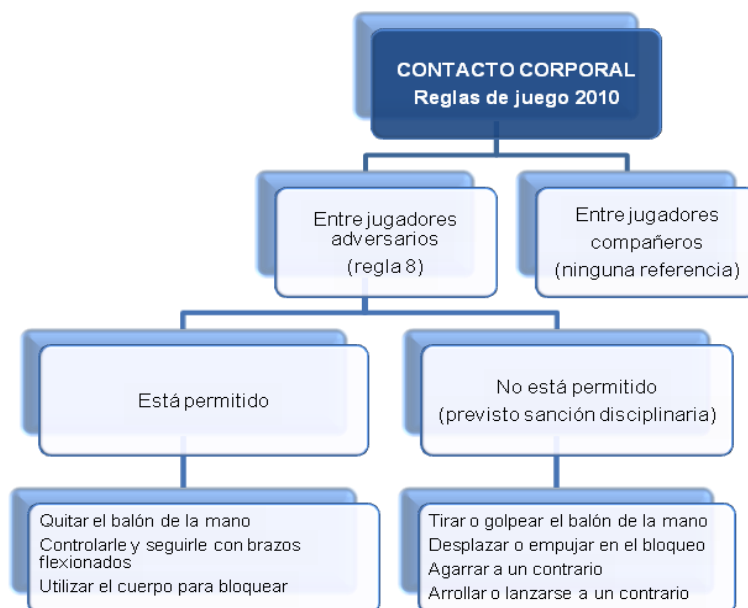 CONTACTO CORPORAL
Reglas de juego 2010
Entre jugadores
adversarios
(regla 8)
Entre jugadores
compañeros
(ninguna referencia)
Está permitido
No está permitido
(previsto sanción disciplinaria)
Quitar el balón de la mano
Controlarle y seguirle con brazos
flexionados
Utilizar el cuerpo para bloquear
Tirar o golpear el balón de la mano
Desplazar o empujar en el bloqueo
Agarrar a un contrario
Arrollar o lanzarse a un contrario